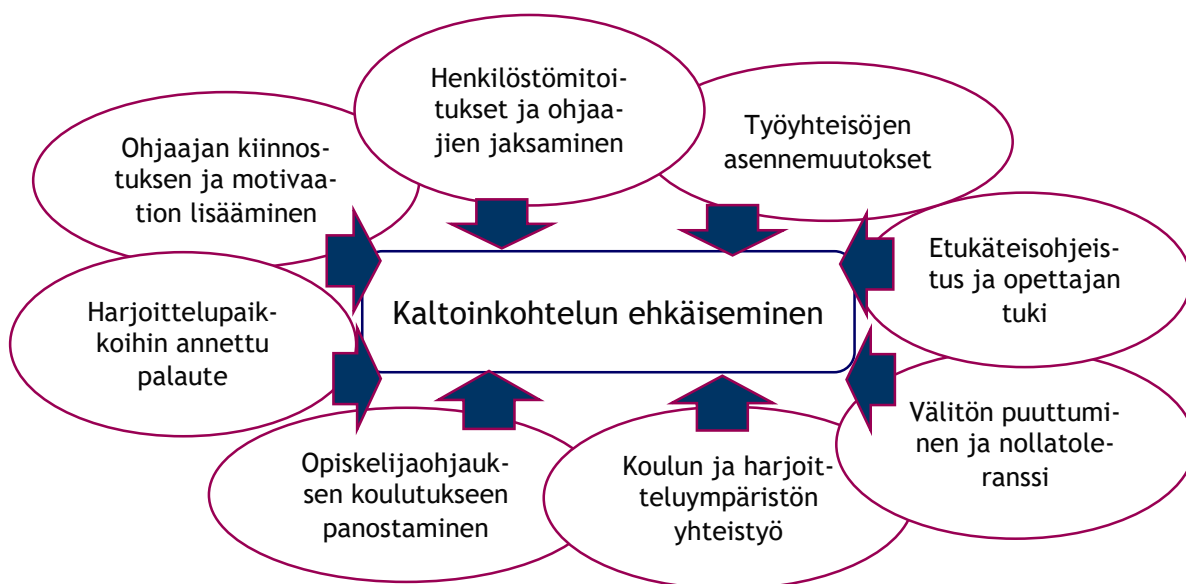 Henkilöstömitoi-
tukset ja ohjaa-
jien jaksaminen
Työyhteisöjen
asennemuutokset
Ohjaajan kiinnos-
tuksen ja motivaa-
tion lisääminen
Etukäteisohjeis-
tus ja opettajan
tuki
Kaltoinkohtelun ehkäiseminen
Harjoittelupaik-
koihin annettu
palaute
Välitön puuttumi-
nen ja nollatole-
ranssi
Opiskelijaohjauk-
sen koulutukseen
panostaminen
Koulun ja harjoit-
teluympäristön
yhteistyö